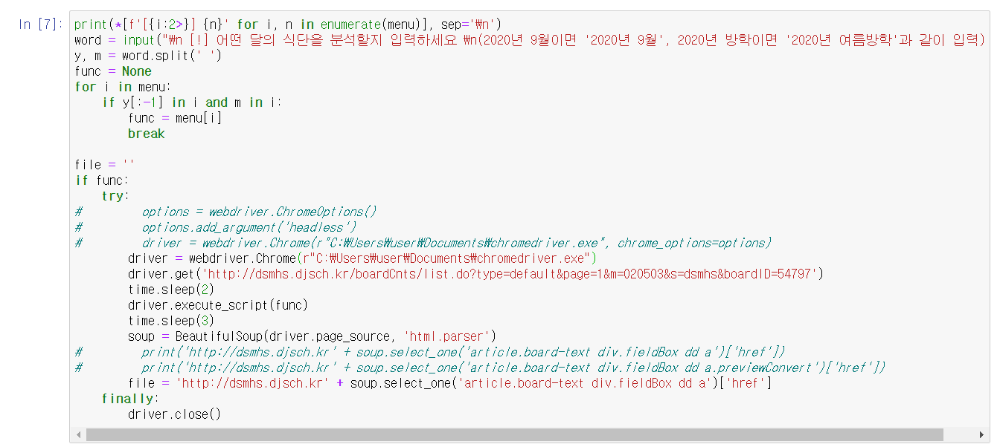 In [7]:
print(*[f'[{i:2>}] {n}' for i, n in enumerate(menu)], sep='₩n')
word = input("₩n [!] 어떤 달의 식단을 분석할지 입력하세요 ₩n(2020년 9월이면 '2020년 9월', 2020년 방학이면 '2020년 여름방학'과 같이 입력)
y, m = word.split(' ')
func = None
for i in menu:
    if y[:-1] in i and m in i:
        func = menu[i]
        break

file = ''
if func:
    try:
#         options = webdriver.ChromeOptions()
#         options.add_argument('headless')
#         driver = webdriver.Chrome(r"C:₩Users₩user₩Documents₩chromedriver.exe", chrome_options=options)
        driver = webdriver.Chrome(r"C:₩Users₩user₩Documents₩chromedriver.exe")
        driver.get('http://dsmhs.djsch.kr/boardCnts/list.do?type=default&page=1&m=020503&s=dsmhs&boardID=54797')
        time.sleep(2)
        driver.execute_script(func)
        time.sleep(3)
        soup = BeautifulSoup(driver.page_source, 'html.parser')
#         print('http://dsmhs.djsch.kr' + soup.select_one('article.board-text div.fieldBox dd a')['href'])
#         print('http://dsmhs.djsch.kr' + soup.select_one('article.board-text div.fieldBox dd a.previewConvert')['href'])
        file = 'http://dsmhs.djsch.kr' + soup.select_one('article.board-text div.fieldBox dd a')['href']
    finally:
        driver.close()